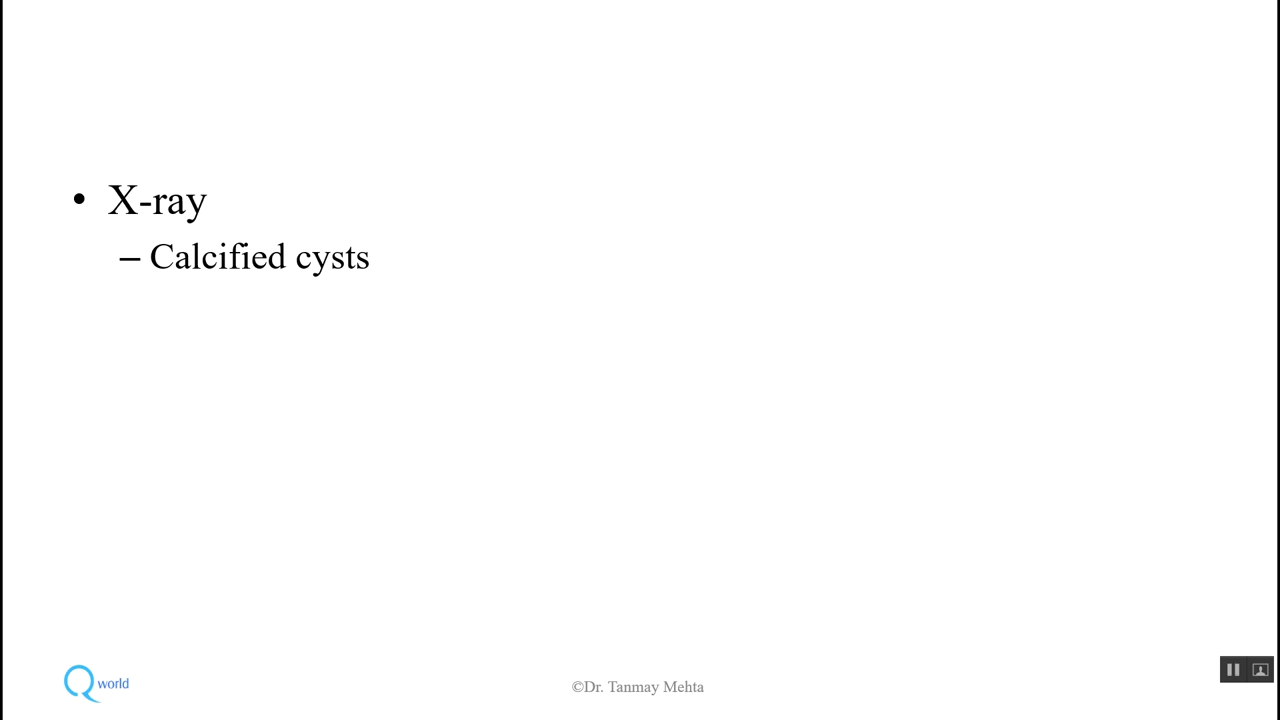 • X-ray
– Calcified cysts
Q world
©Dr. Tanmay Mehta